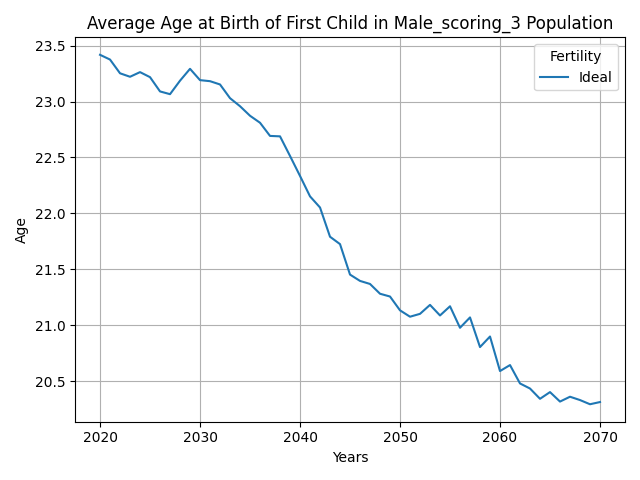 Average Age at Birth of First Child in Male_scoring_3 Population
Fertility
Ideal
Age
23.5
23.0
22.5
22.0
21.5
21.0
20.5
2020 2030 2040 2050 2060 2070
Years